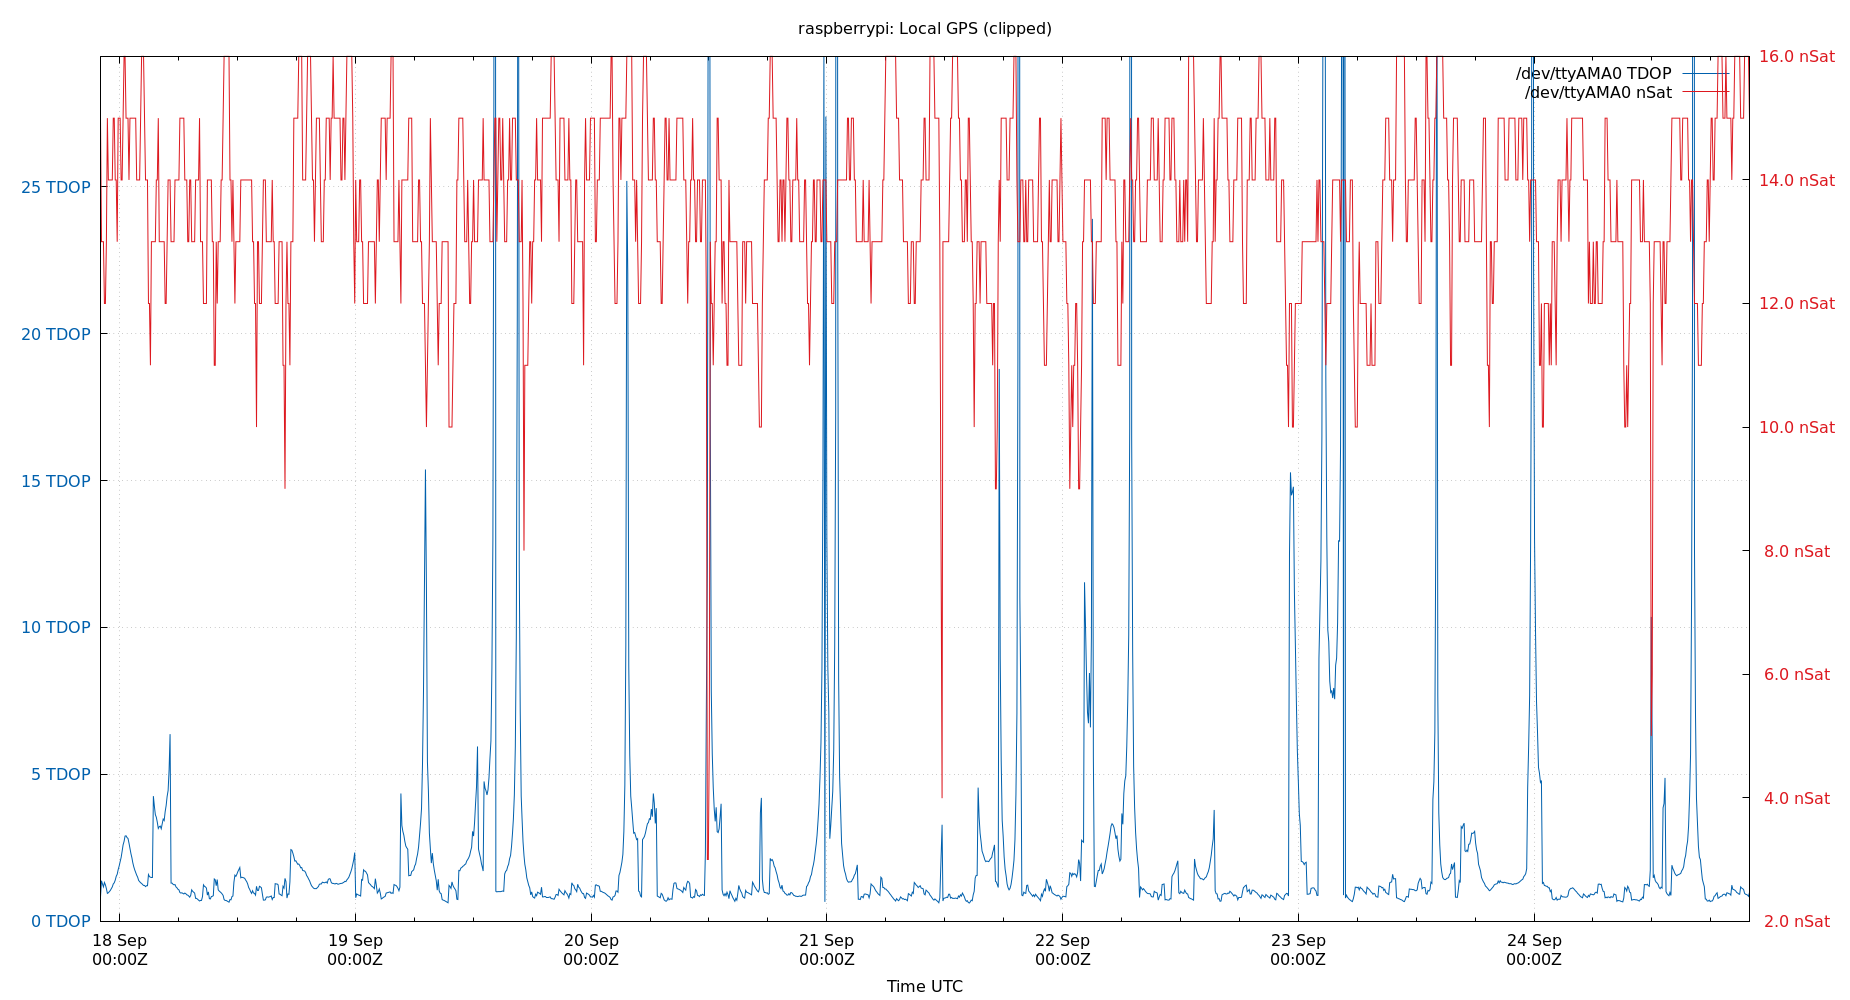 raspberrypi: Local GPS (clipped)
16.0 nSat
/dev/ttyAMA0 TDOP
/dev/ttyAMA0 nSat
25 TDOP
14.0 nSat
20 TDOP
12.0 nSat
15 TDOP
10.0 nSat
8.0 nSat
10 TDOP
6.0 nSat
5 TDOP
4.0 nSat
0 TDOP
2.0 nSat
18 Sep 19 Sep 20 Sep 21 Sep 22 Sep 23 Sep 24 Sep
00:00Z 00:00Z 00:00Z 00:00Z 00:00Z 00:00Z 00:00Z
Time UTC